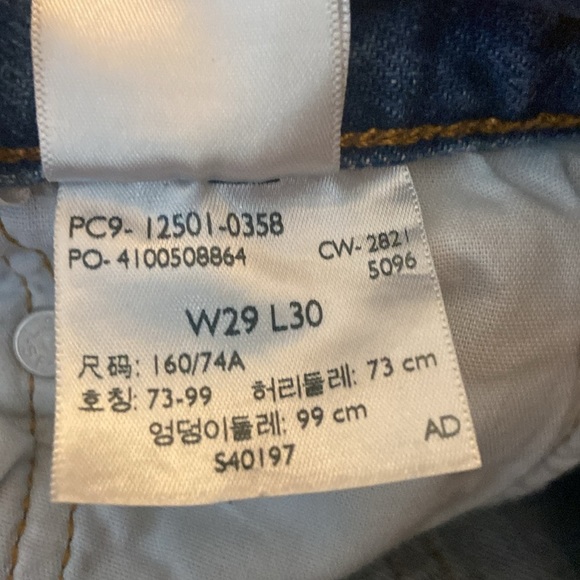 PC9- 12501-0358
PO- 4100508864 CW- 2821
5096
W29 L30
尺码: 160/74A
호칭: 73-99 허리둘레: 73 cm
엉덩이둘레: 99 cm
AD
S40197